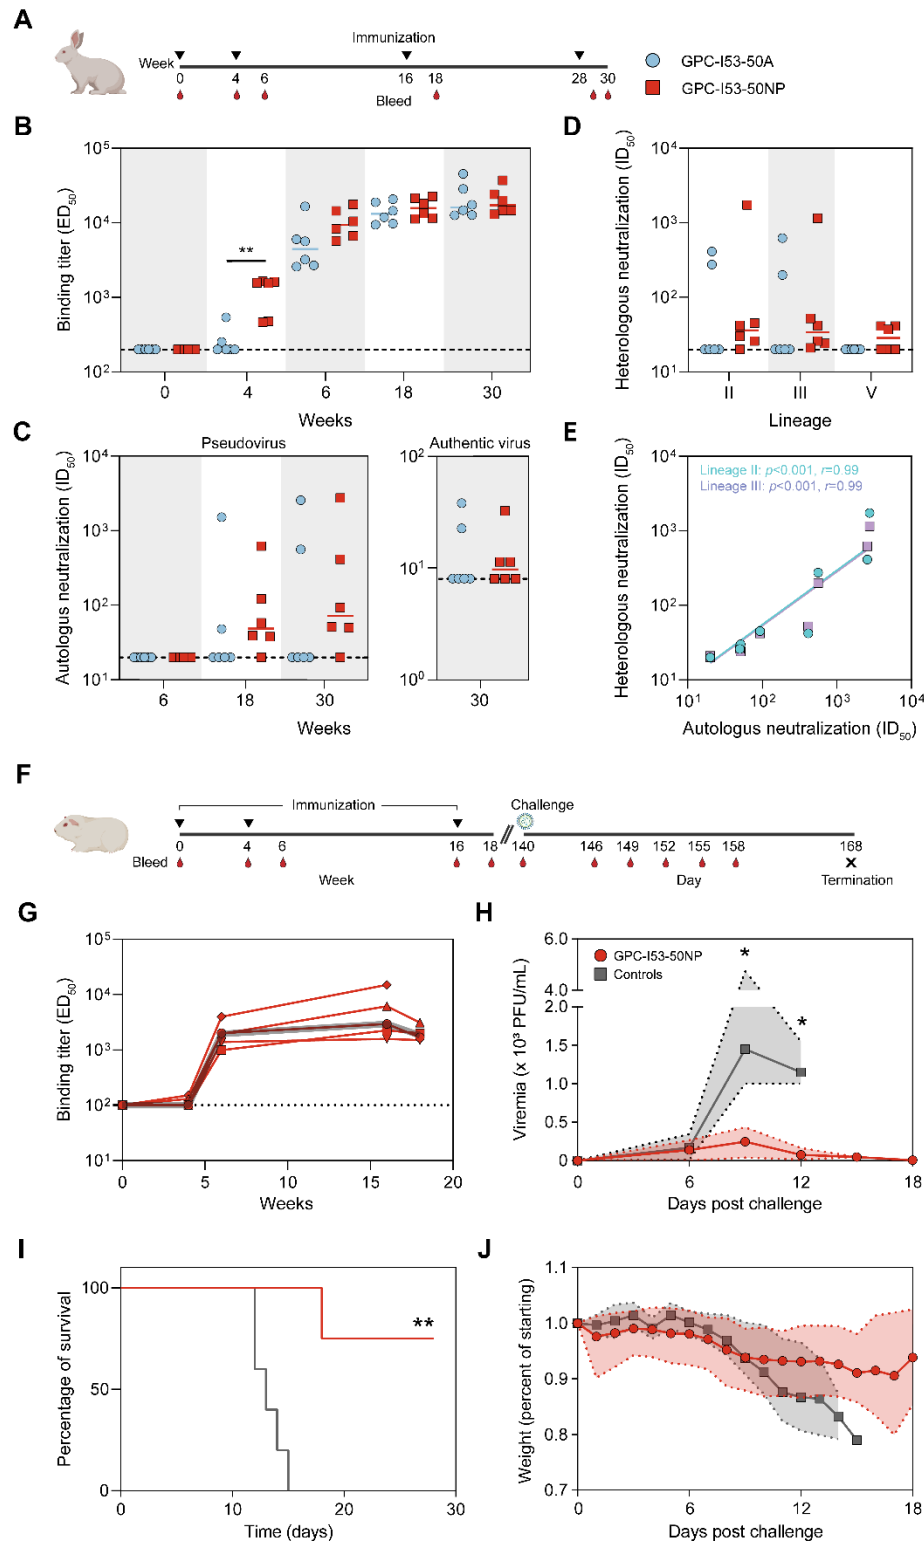 A
Immunization
Week
0 4 6 16 18 28 30
Bleed
GPC-I53-50A
GPC-I53-50NP
B
Binding titer (ED50)
10^5
10^4
10^3
10^2
**
0 4 6 18 30
Weeks
D
Heterologous neutralization (ID50)
10^4
10^3
10^2
10^1
II III V
Lineage
C
Pseudovirus
Autologous neutralization (ID50)
10^4
10^3
10^2
10^1
6 18 30
Weeks
Authentic virus
10^2
10^1
10^0
30
E
Heterologous neutralization (ID50)
10^4
10^3
10^2
10^1
Lineage II: p<0.001, r=0.99
Lineage III: p<0.001, r=0.99
10^1 10^2 10^3 10^4
Autologous neutralization (ID50)
F
Immunization
Challenge
Bleed
0 4 6 16 18 140 146 149 152 155 158 168
Week
Day
Termination
G
Binding titer (ED50)
10^5
10^4
10^3
10^2
10^1
0 5 10 15 20
Weeks
H
Viremia (x 10³ PFU/mL)
6.0
4.0
2.0
1.5
1.0
0.5
0
GPC-I53-50NP
Controls
*
*
0 6 12 18
Days post challenge
I
Percentage of survival
100
50
0
**
0 10 20 30
Time (days)
J
Weight (percent of starting)
1.1
1.0
0.9
0.8
0.7
0 6 12 18
Days post challenge